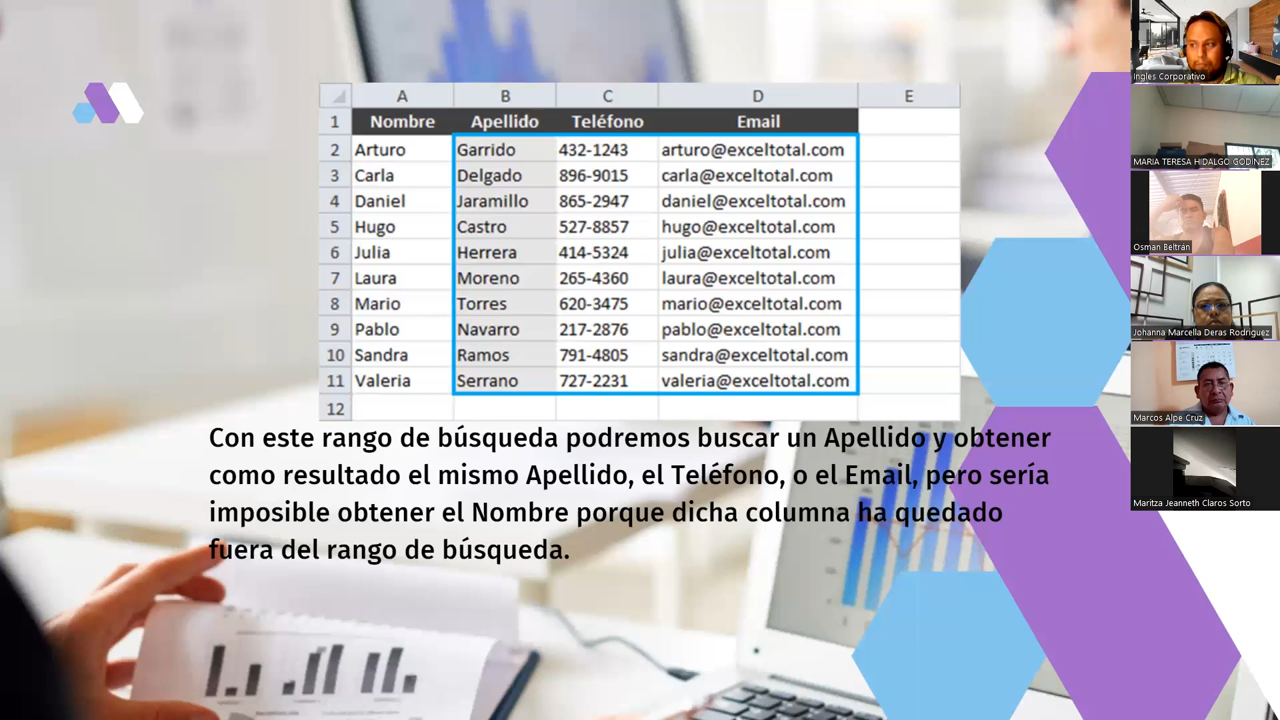 A B C D E
1 Nombre Apellido Teléfono Email
2 Arturo Garrido 432-1243 arturo@exceltotal.com
3 Carla Delgado 896-9015 carla@exceltotal.com
4 Daniel Jaramillo 865-2947 daniel@exceltotal.com
5 Hugo Castro 527-8857 hugo@exceltotal.com
6 Julia Herrera 414-5324 julia@exceltotal.com
7 Laura Moreno 265-4360 laura@exceltotal.com
8 Mario Torres 620-3475 mario@exceltotal.com
9 Pablo Navarro 217-2876 pablo@exceltotal.com
10 Sandra Ramos 791-4805 sandra@exceltotal.com
11 Valeria Serrano 727-2231 valeria@exceltotal.com
12
Con este rango de búsqueda podremos buscar un Apellido y obtener
como resultado el mismo Apellido, el Teléfono, o el Email, pero sería
imposible obtener el Nombre porque dicha columna ha quedado
fuera del rango de búsqueda.
Ingles Corporativo
MARIA TERESA HIDALGO GODINEZ
Osman Beltrán
Johanna Marcella Deras Rodriguez
Marcos Alpe Cruz
Maritza Jeanneth Claros Sorto